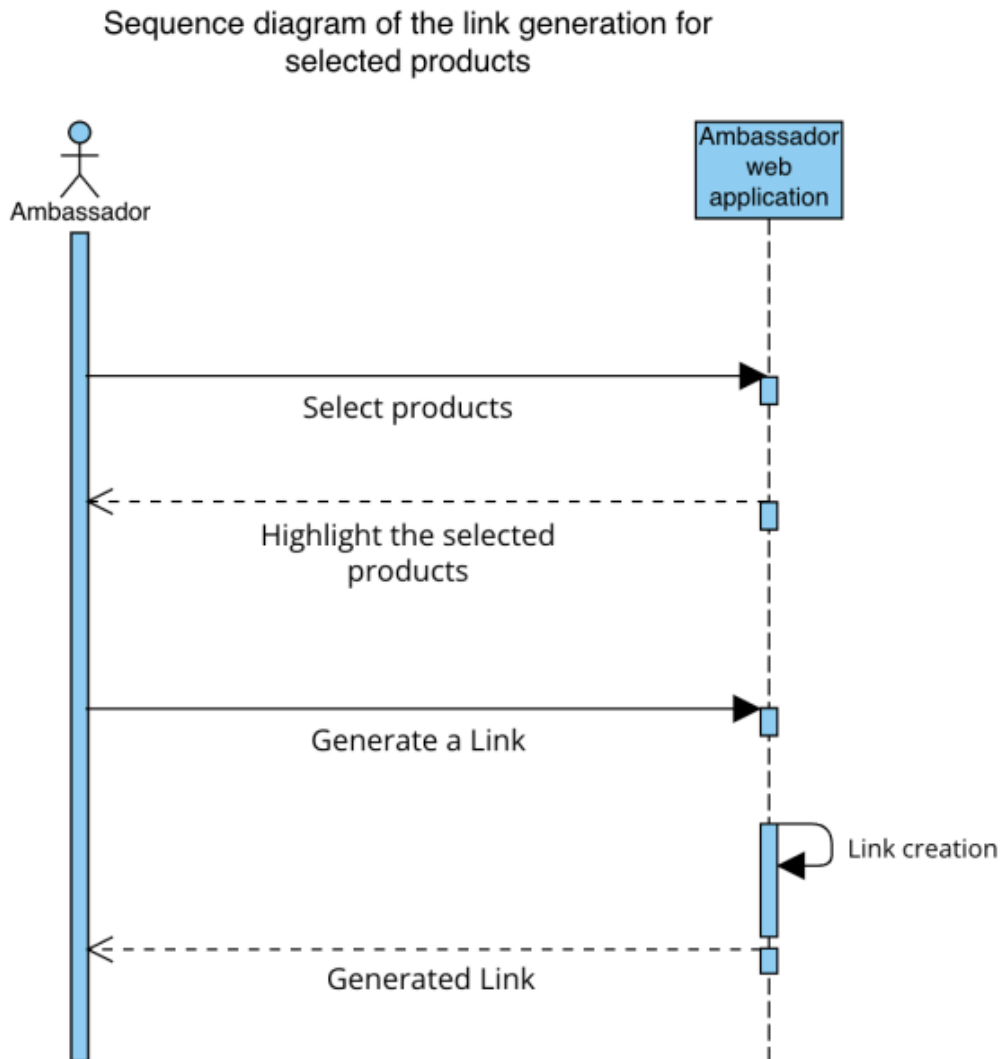 Sequence diagram of the link generation for
selected products
Ambassador
Ambassador
web
application
Select products
Highlight the selected
products
Generate a Link
Link creation
Generated Link